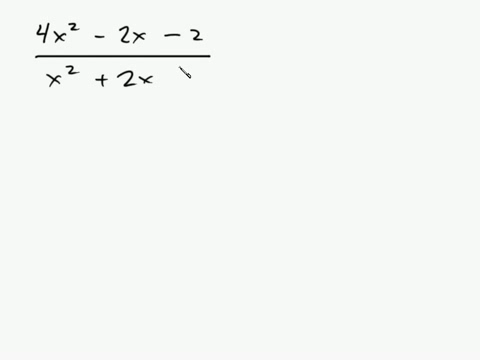 4x² - 2x - 2
x² + 2x